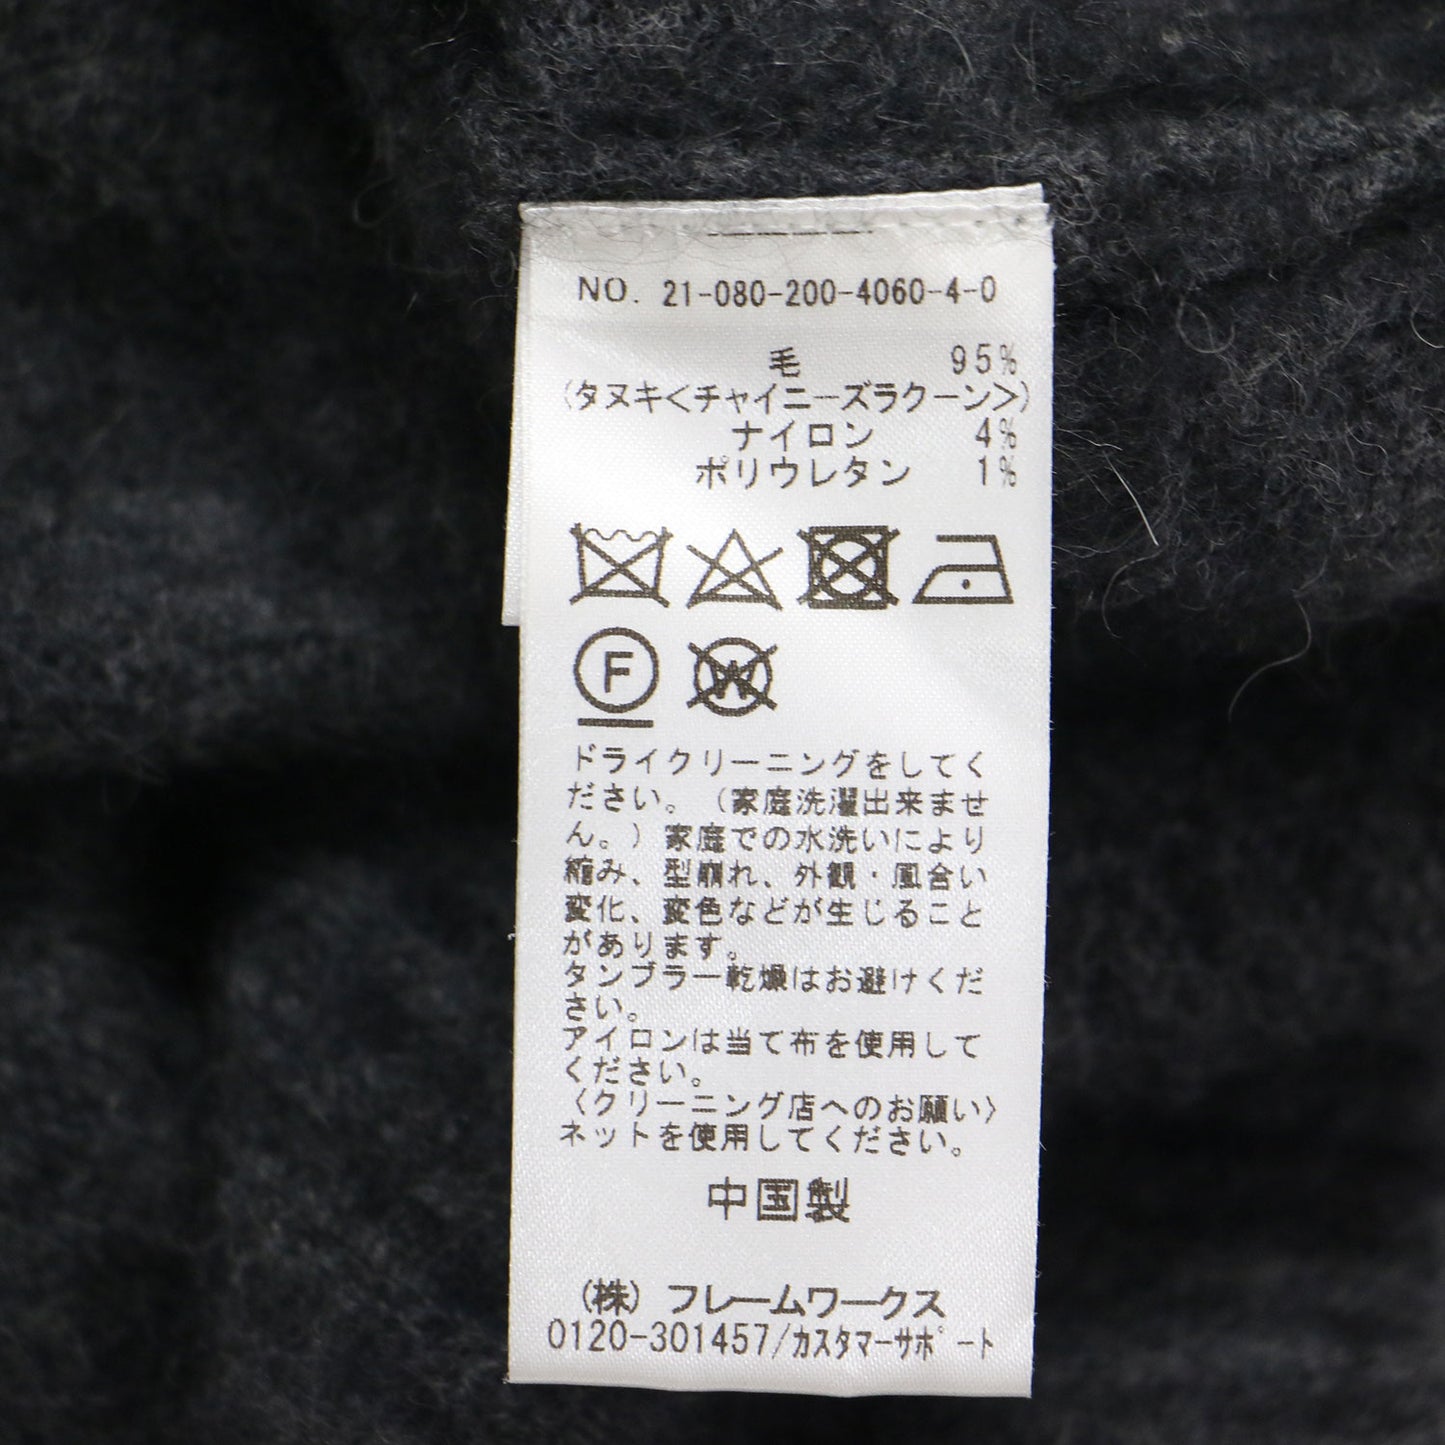 NO. 21-080-200-4060-4-0
毛 95%
(タヌキ<チャイニーズラクーン>)
ナイロン 4%
ポリウレタン 1%
F W
ドライクリーニングをしてく
ださい。(家庭洗濯出来ませ
ん。)家庭での水洗いにより
縮み、型崩れ、外観・風合い
変化、変色などが生じること
があります。
タンブラー乾燥はお避けくだ
さい。
アイロンは当て布を使用して
ください。
〈クリーニング店へのお願い〉
ネットを使用してください。
中国製
(株)フレームワークス
0120-301457/カスタマーサポート